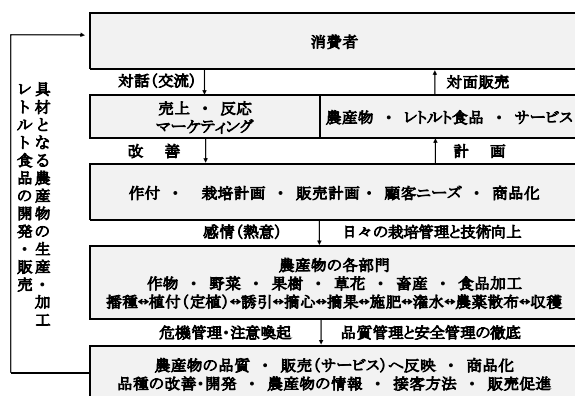 消費者
対話(交流)
対面販売
売上 ・ 反応
マーケティング
農産物 ・ レトルト食品 ・ サービス
改 善
計 画
作付 ・ 栽培計画 ・ 販売計画 ・ 顧客ニーズ ・ 商品化
感情(熱意)
日々の栽培管理と技術向上
農産物の各部門
作物 ・ 野菜 ・ 果樹 ・ 草花 ・ 畜産 ・ 食品加工
播種⇔植付(定植)⇔誘引⇔摘心⇔摘果⇔施肥⇔潅水⇔農薬散布⇔収穫
危機管理・注意喚起
品質管理と安全管理の徹底
農産物の品質 ・ 販売(サービス)へ反映 ・ 商品化
品種の改善・開発 ・ 農産物の情報 ・ 接客方法 ・ 販売促進
具材となる農産物の生産・加工
レトルト食品の開発・販売